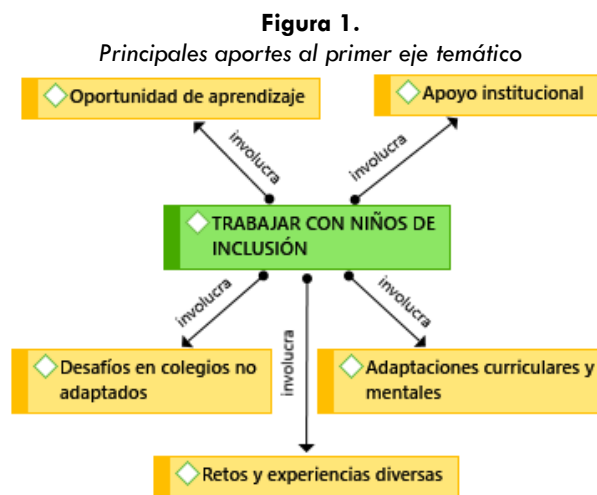 Figura 1.
Principales aportes al primer eje temático
Oportunidad de aprendizaje
Apoyo institucional
involucra
involucra
TRABAJAR CON NIÑOS DE
INCLUSIÓN
involucra
involucra
involucra
Desafíos en colegios no
adaptados
Adaptaciones curriculares y
mentales
Retos y experiencias diversas